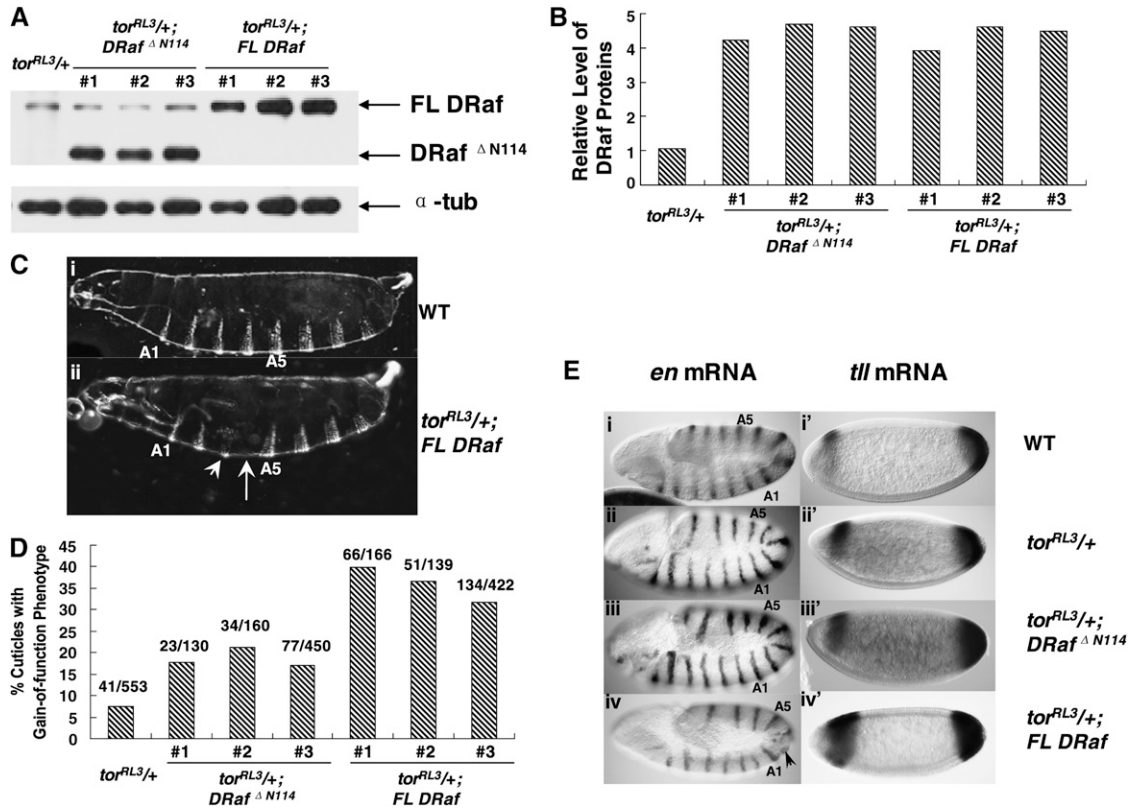 A
tor^RL3/+;
DRaf ^Δ N114
tor^RL3/+;
FL DRaf
tor^RL3/+
#1 #2 #3 #1 #2 #3
FL DRaf
DRaf ^Δ N114
α -tub
B
Relative Level of
DRaf Proteins
5
4
3
2
1
0
#1 #2 #3 #1 #2 #3
tor^RL3/+
tor^RL3/+;
DRaf ^Δ N114
tor^RL3/+;
FL DRaf
C
i
WT
A1 A5
ii
tor^RL3/+;
FL DRaf
A1 A5
D
% Cuticles with
Gain-of-function Phenotype
45
40
35
30
25
20
15
10
5
0
41/553
23/130
34/160
77/450
66/166
51/139
134/422
#1 #2 #3 #1 #2 #3
tor^RL3/+
tor^RL3/+;
DRaf ^Δ N114
tor^RL3/+;
FL DRaf
E
en mRNA tll mRNA
i A5 i'
WT
A1
ii A5 ii'
tor^RL3/+
A1
iii A5 iii'
tor^RL3/+;
DRaf ^Δ N114
A1
iv A5 iv'
tor^RL3/+;
FL DRaf
A1